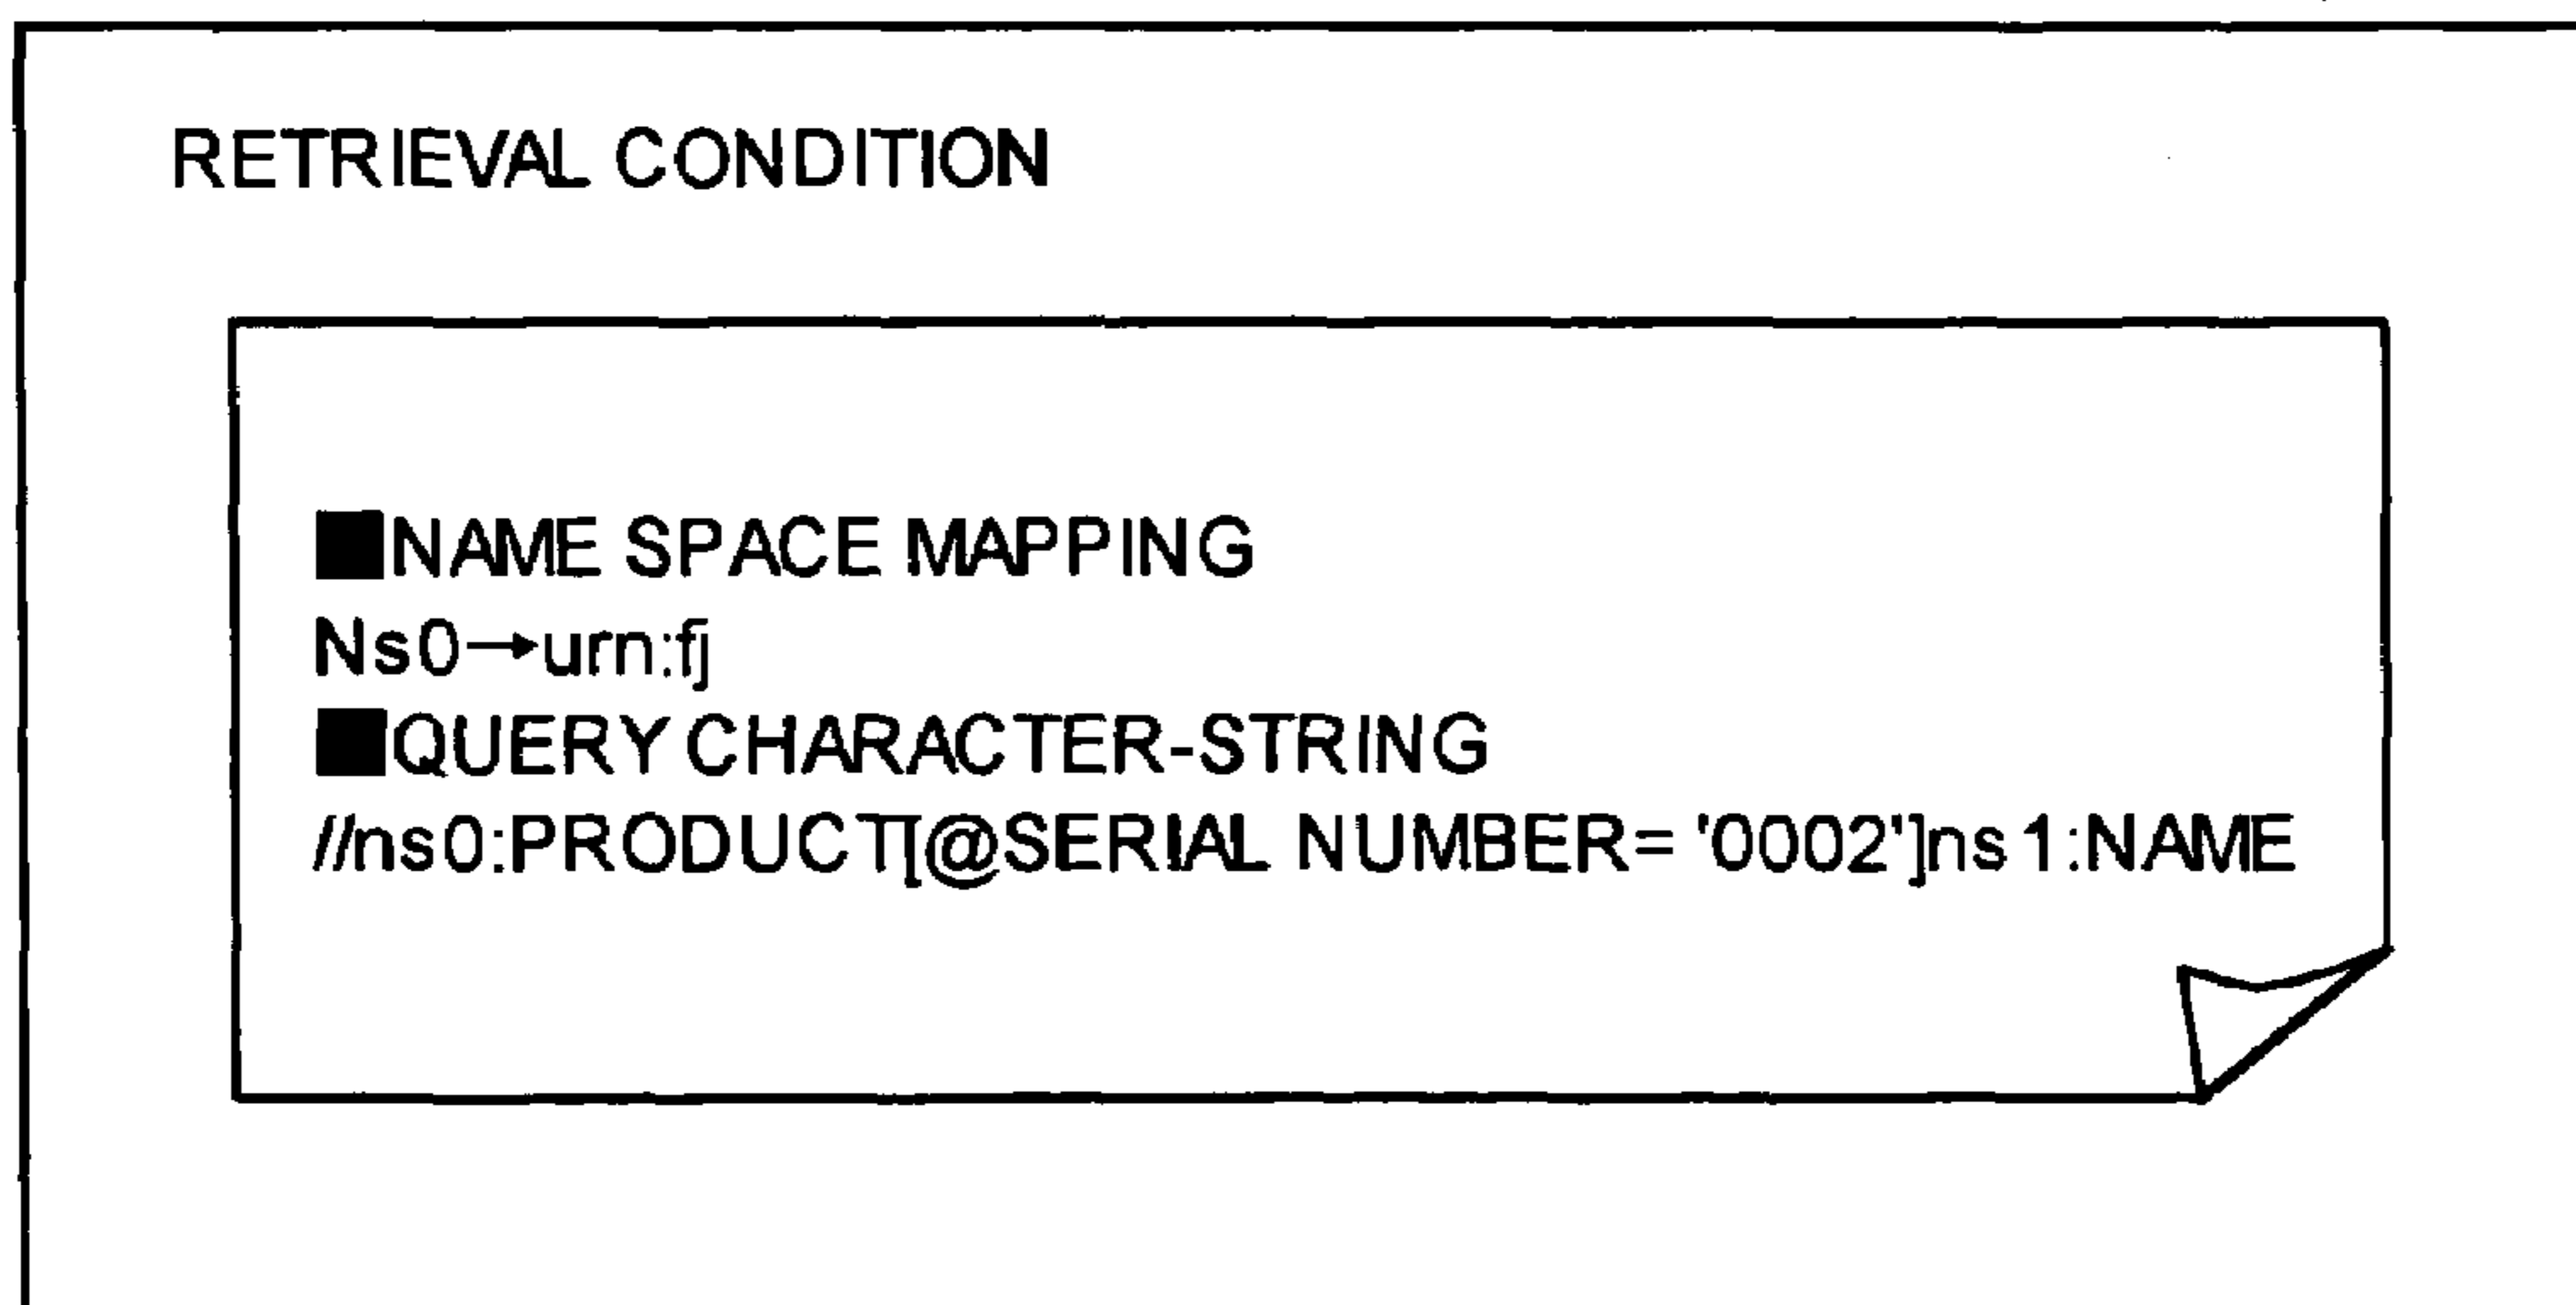 RETRIEVAL CONDITION
■NAME SPACE MAPPING
Ns0→urn:fj
■QUERY CHARACTER-STRING
//ns0:PRODUCT[@SERIAL NUMBER= '0002']ns1:NAME